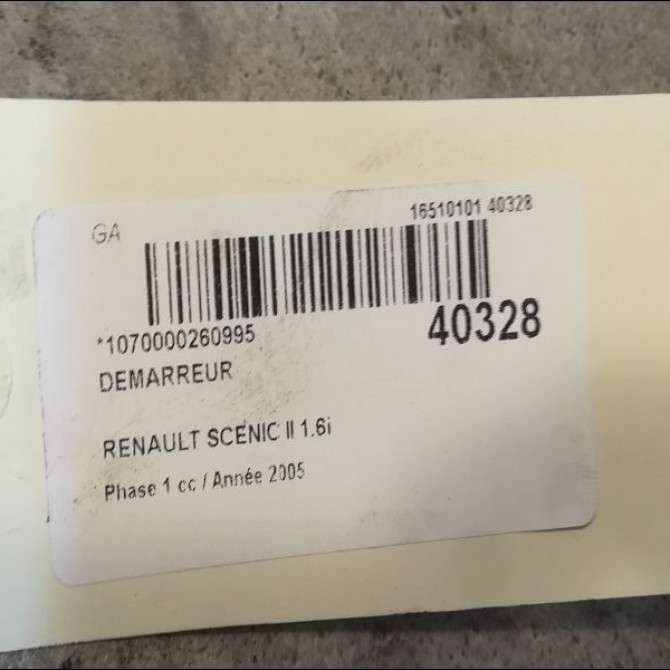 GA
16510101 40328
*1070000260995
40328
DEMARREUR
RENAULT SCENIC II 1.6i
Phase 1 cc / Année 2005